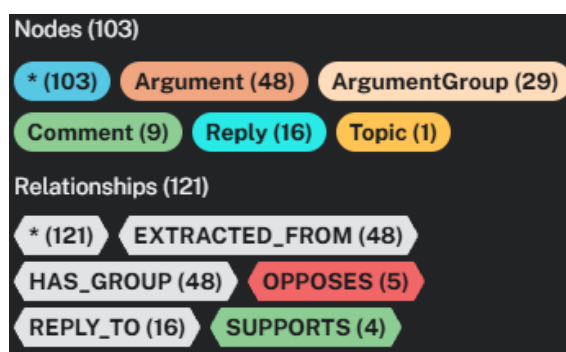 Nodes (103)
* (103) Argument (48) ArgumentGroup (29)
Comment (9) Reply (16) Topic (1)
Relationships (121)
* (121) EXTRACTED_FROM (48)
HAS_GROUP (48) OPPOSES (5)
REPLY_TO (16) SUPPORTS (4)